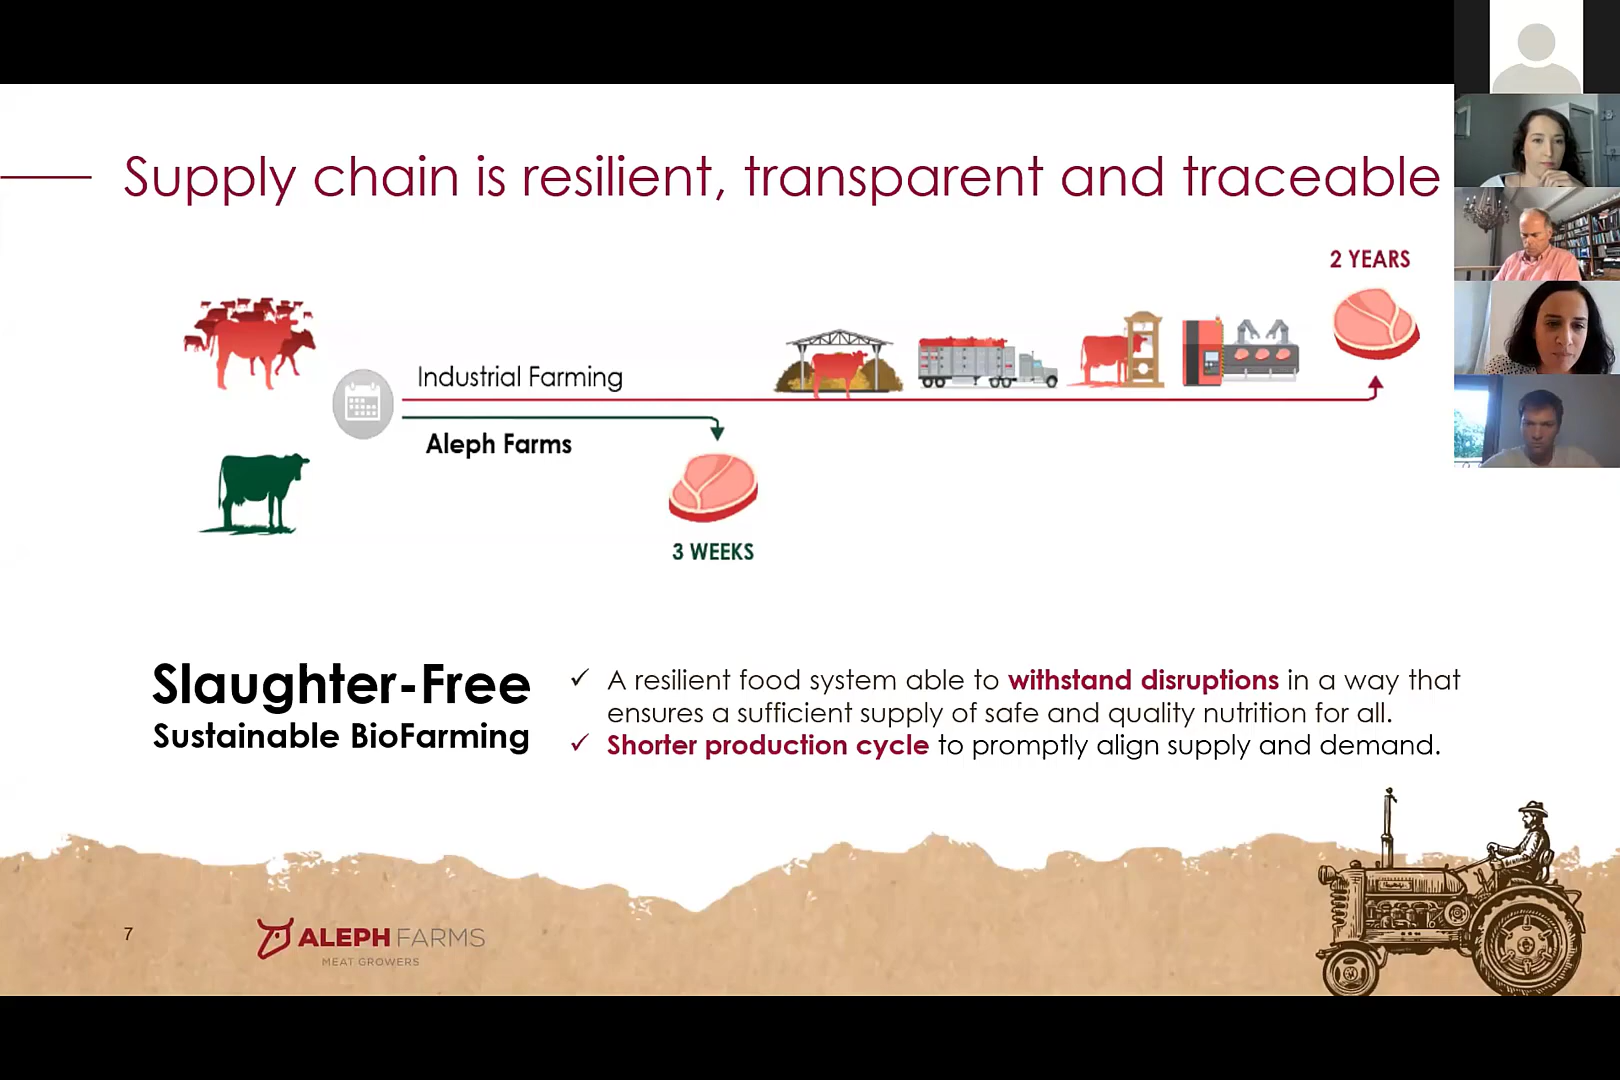 Supply chain is resilient, transparent and traceable
2 YEARS
Industrial Farming
Aleph Farms
3 WEEKS
Slaughter-Free
Sustainable BioFarming
✓ A resilient food system able to withstand disruptions in a way that
ensures a sufficient supply of safe and quality nutrition for all.
✓ Shorter production cycle to promptly align supply and demand.
7
ALEPH FARMS
MEAT GROWERS